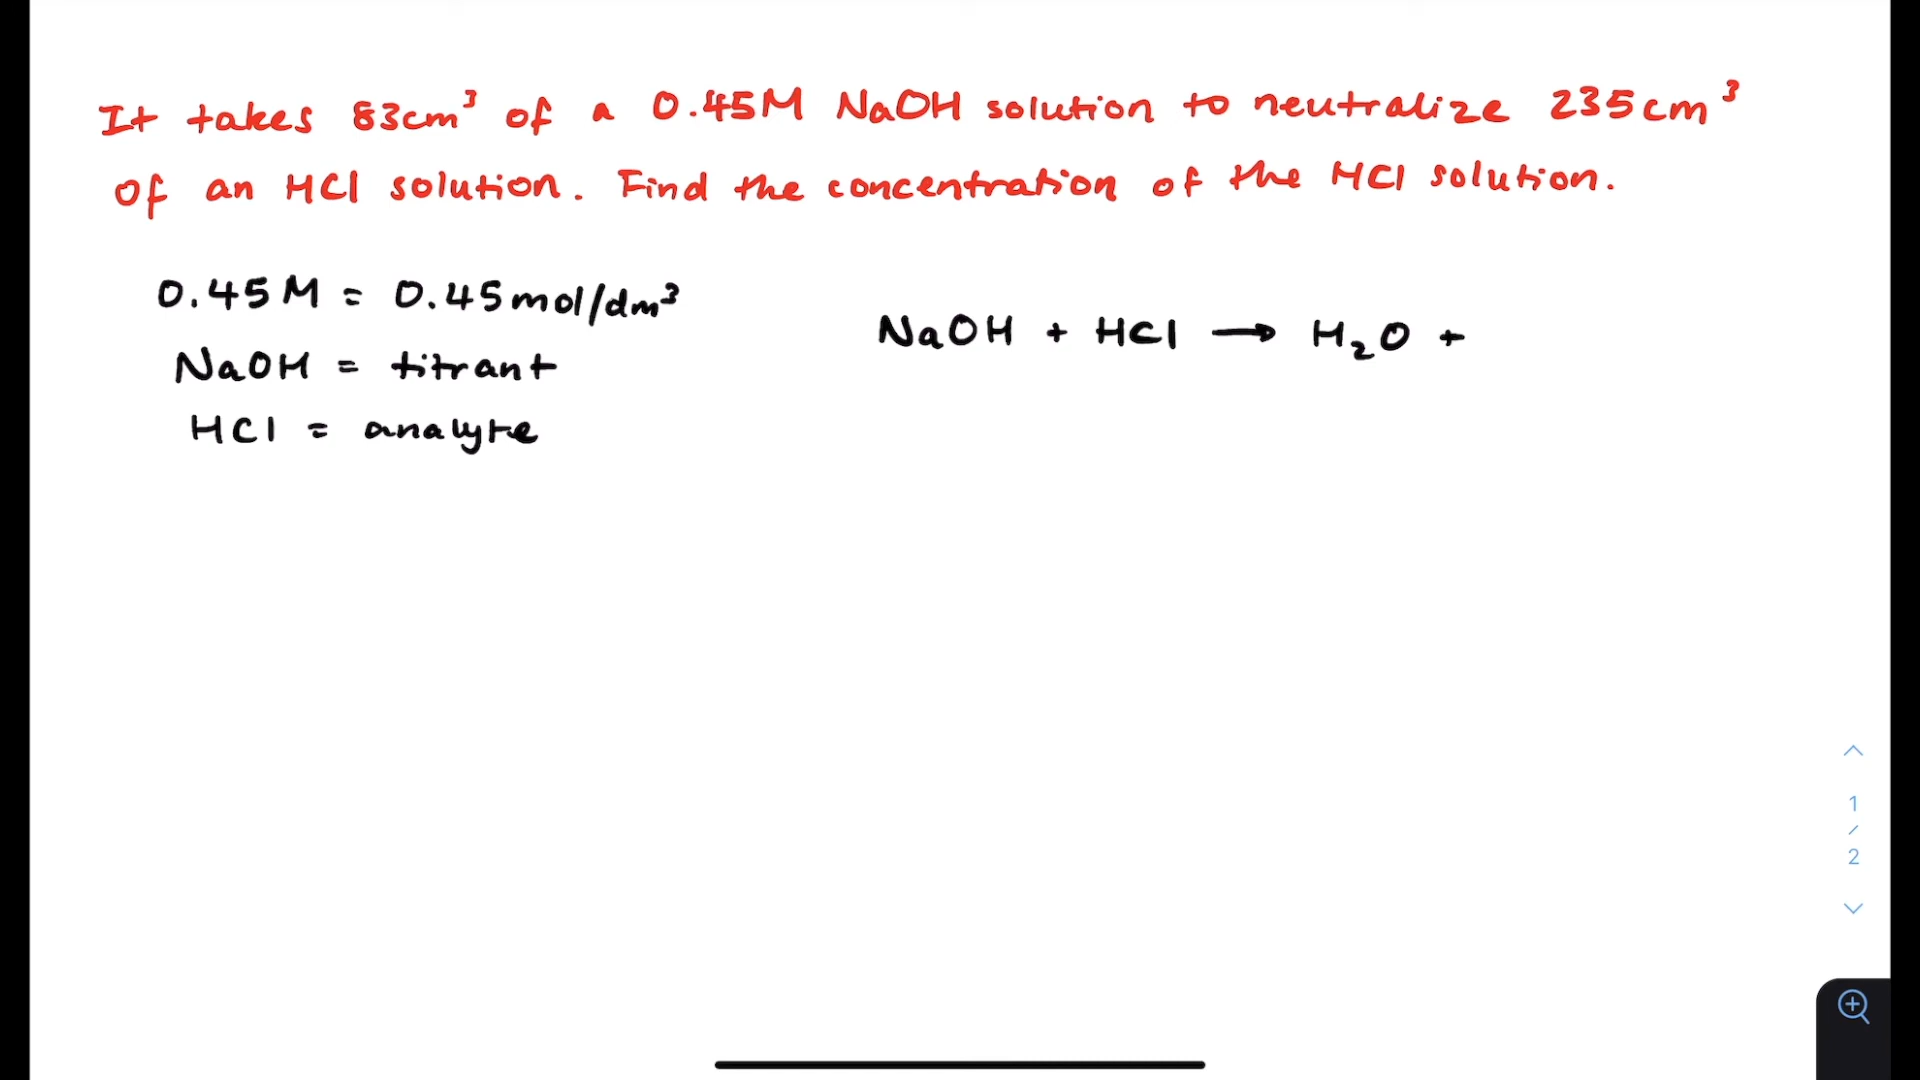 It takes 83cm³ of a 0.45M NaOH solution to neutralize 235cm³
of an HCl solution. Find the concentration of the HCl solution.
0.45M = 0.45mol/dm³
NaOH = titrant
HCl = analyte
NaOH + HCl → H₂O +
1
/
2